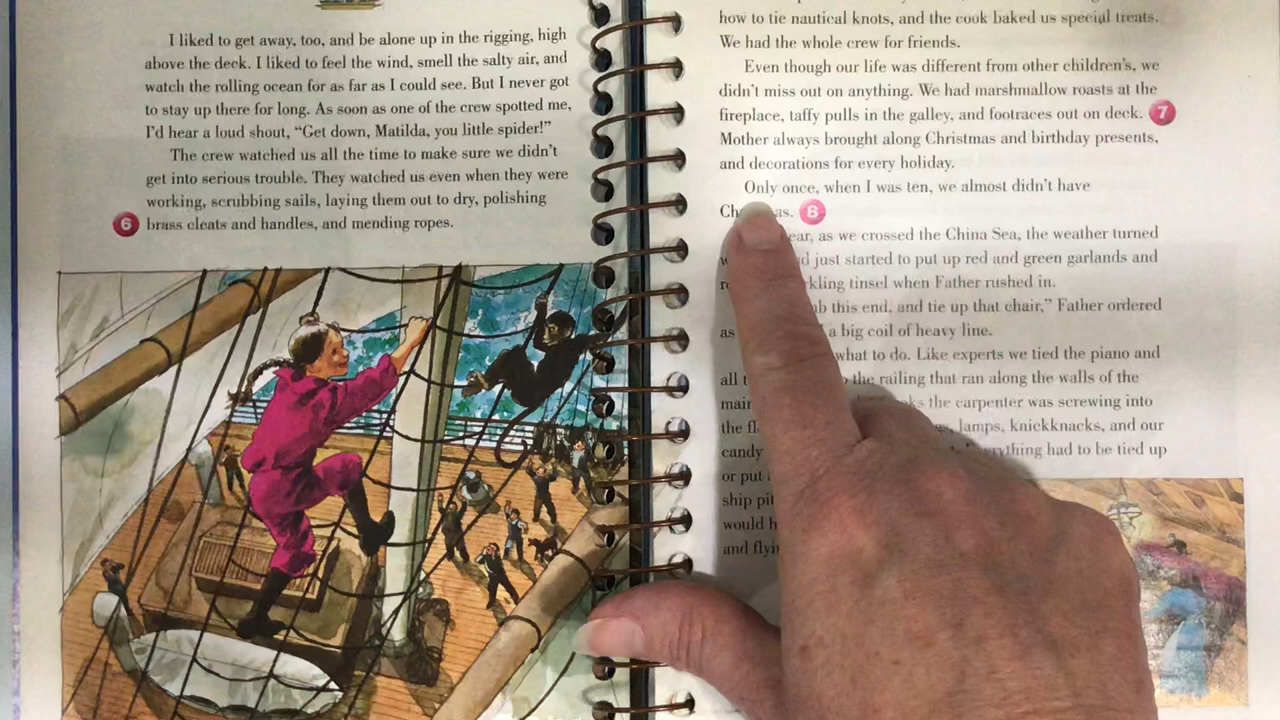 I liked to get away, too, and be alone up in the rigging, high
above the deck. I liked to feel the wind, smell the salty air, and
watch the rolling ocean for as far as I could see. But I never got
to stay up there for long. As soon as one of the crew spotted me,
I'd hear a loud shout, “Get down, Matilda, you little spider!”
The crew watched us all the time to make sure we didn't
get into serious trouble. They watched us even when they were
working, scrubbing sails, laying them out to dry, polishing
6 brass cleats and handles, and mending ropes.
how to tie nautical knots, and the cook baked us special treats.
We had the whole crew for friends.
Even though our life was different from other children's, we
didn't miss out on anything. We had marshmallow roasts at the
fireplace, taffy pulls in the galley, and footraces out on deck. 7
Mother always brought along Christmas and birthday presents,
and decorations for every holiday.
Only once, when I was ten, we almost didn't have
8
as we crossed the China Sea, the weather turned
just started to put up red and green garlands and
tinsel when Father rushed in.
this end, and tie up that chair,” Father ordered
as a big coil of heavy line.
what to do. Like experts we tied the piano and
all the railing that ran along the walls of the
the carpenter was screwing into
the lamps, knickknacks, and our
candy had to be tied up
or put
ship
would
and